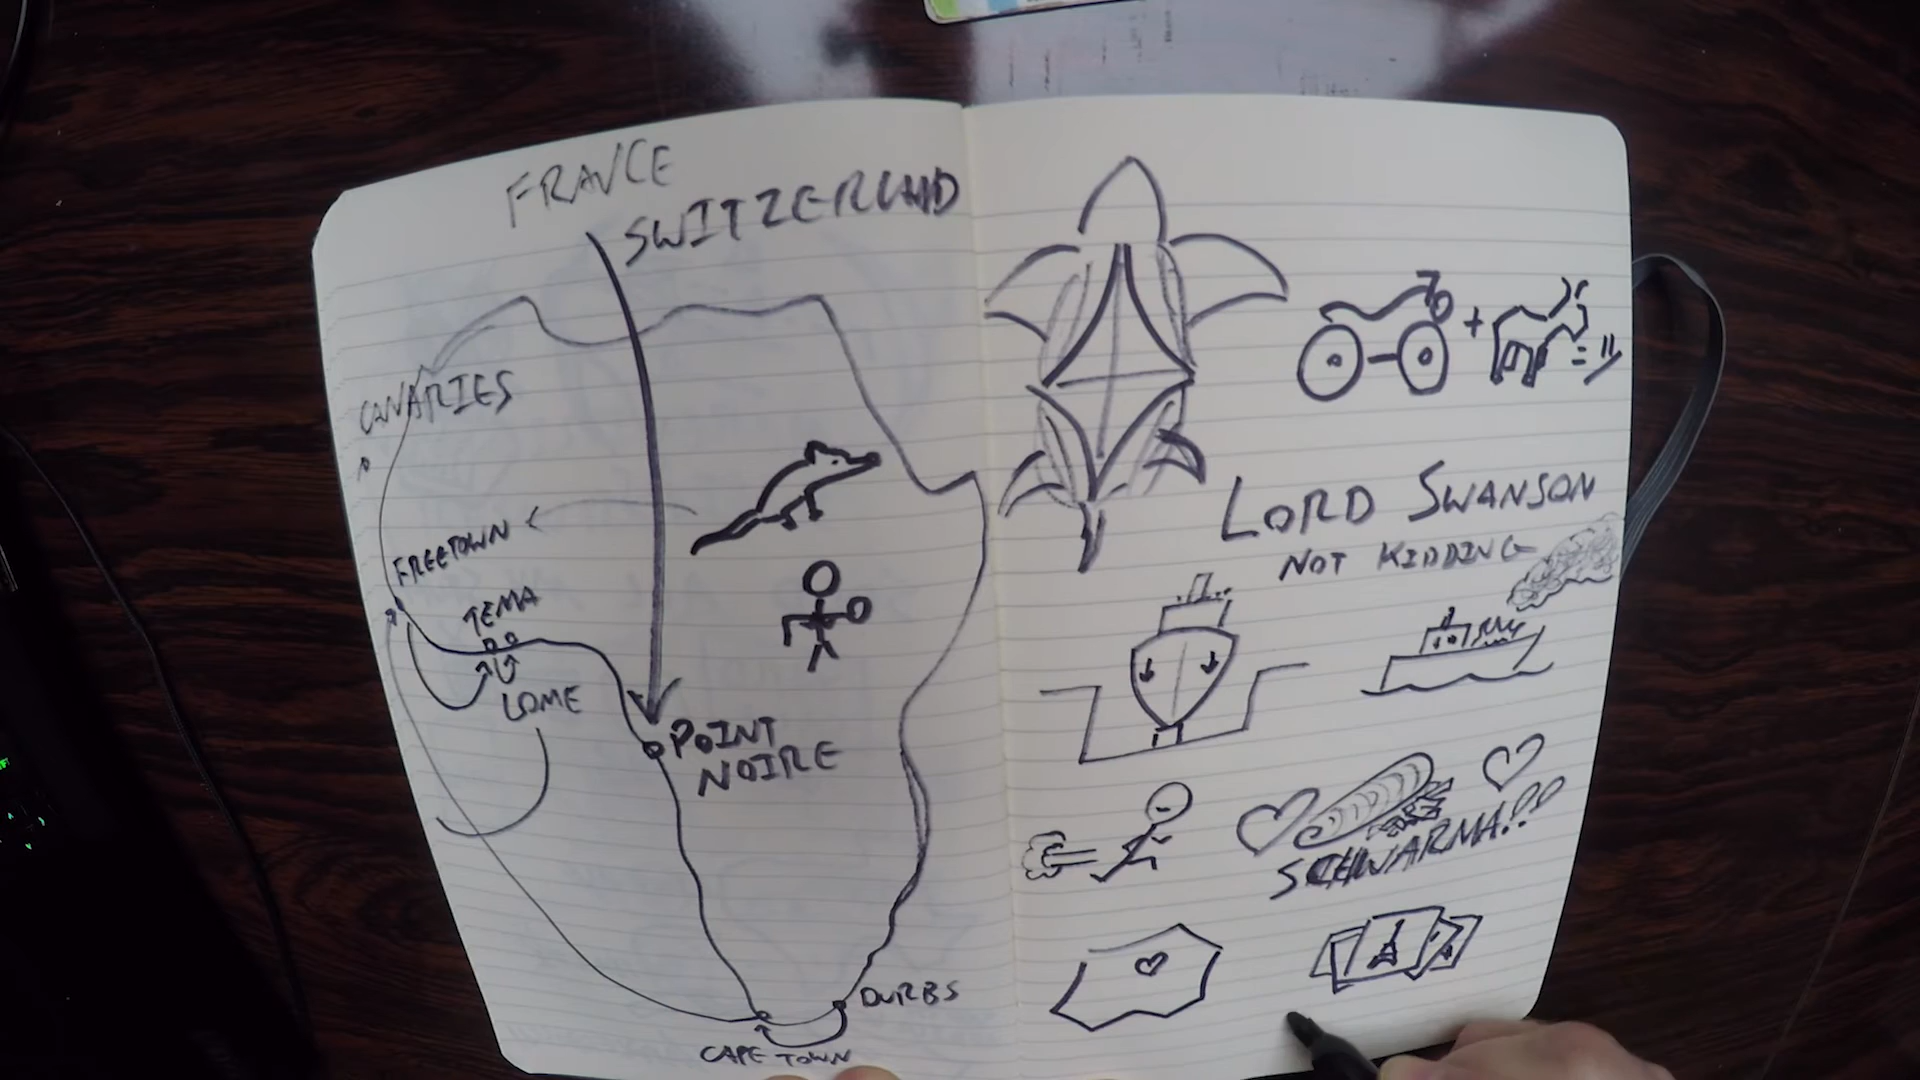 FRANCE
SWITZERLAND
CANARIES
FREETOWN
TEMA
LOME
POINT
NOIRE
DURBS
CAPE TOWN
LORD SWANSON
NOT KIDDING
SCHWARMA!?